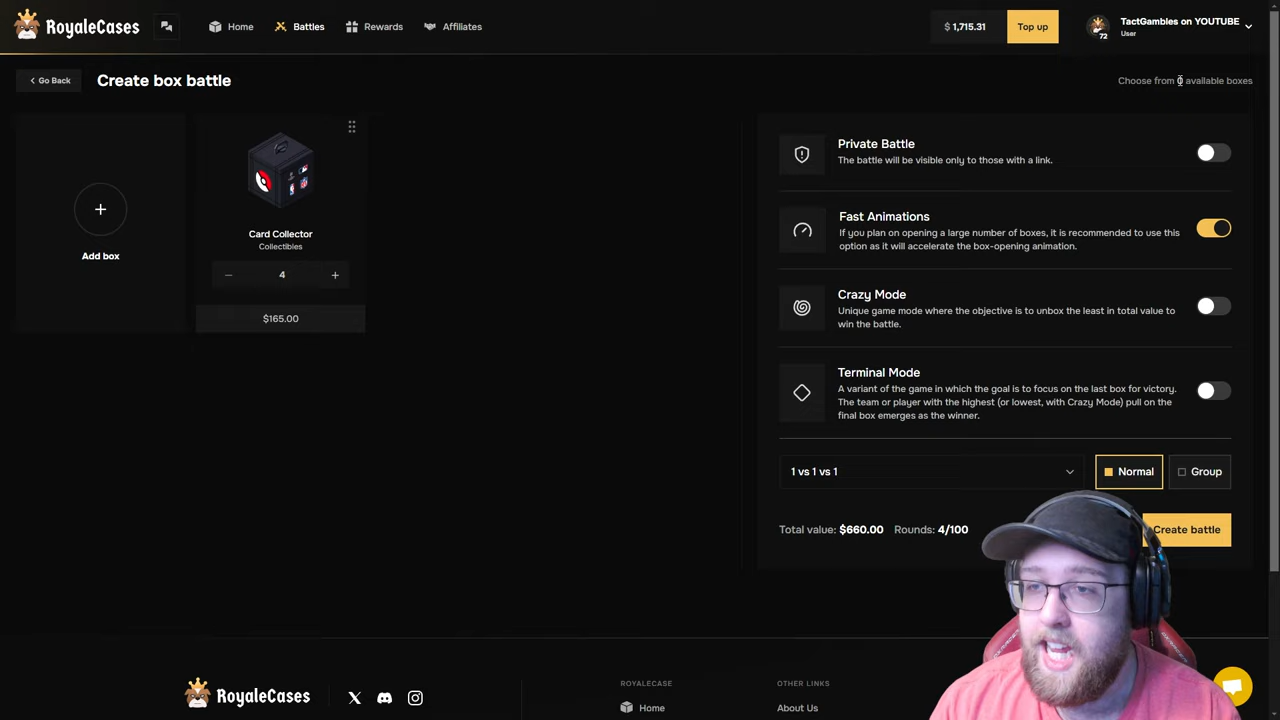 RoyaleCases
Home
Battles
Rewards
Affiliates
$ 1,715.31
Top up
72
TactGambles on YOUTUBE
User
Go Back
Create box battle
Choose from 0 available boxes
Add box
Card Collector
Collectibles
4
$165.00
Private Battle
The battle will be visible only to those with a link.
Fast Animations
If you plan on opening a large number of boxes, it is recommended to use this
option as it will accelerate the box-opening animation.
Crazy Mode
Unique game mode where the objective is to unbox the least in total value to
win the battle.
Terminal Mode
A variant of the game in which the goal is to focus on the last box for victory.
The team or player with the highest (or lowest, with Crazy Mode) pull on the
final box emerges as the winner.
1 vs 1 vs 1
Normal
Group
Total value: $660.00
Rounds: 4/100
Create battle
RoyaleCases
ROYALECASE
Home
OTHER LINKS
About Us